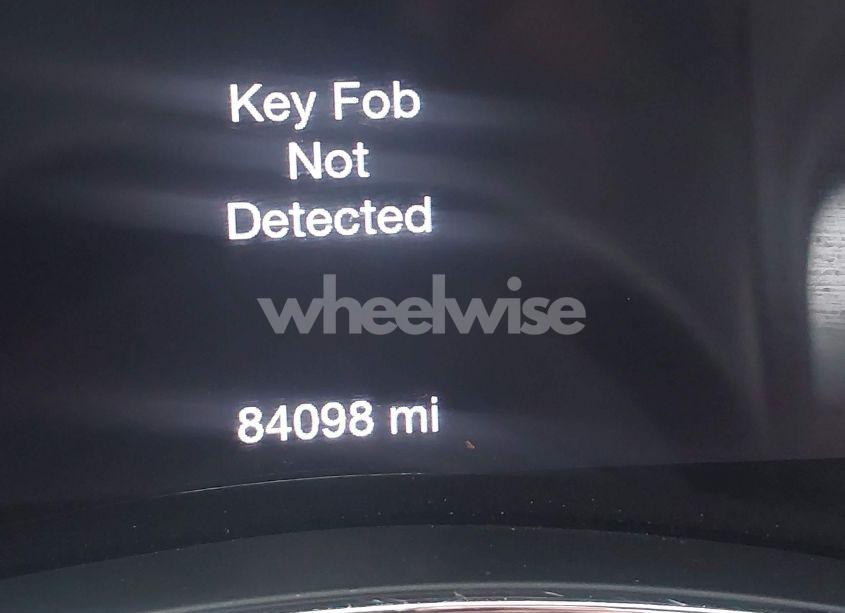 Key Fob
Not
Detected
wheelwise
84098 mi